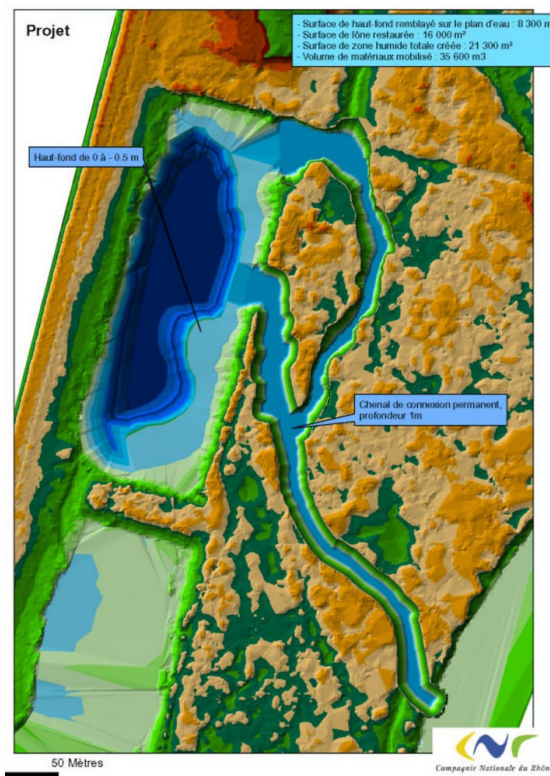 Projet
- Surface de haut-fond remblayé sur le plan d'eau : 8 300 m
- Surface de lône restaurée : 16 000 m²
- Surface de zone humide totale créée : 21 300 m²
- Volume de matériaux mobilisé : 35 600 m3
Haut-fond de 0 à - 0.5 m
Chenal de connexion permanent,
profondeur 1m
50 Mètres
CNR
Compagnie Nationale du Rhône